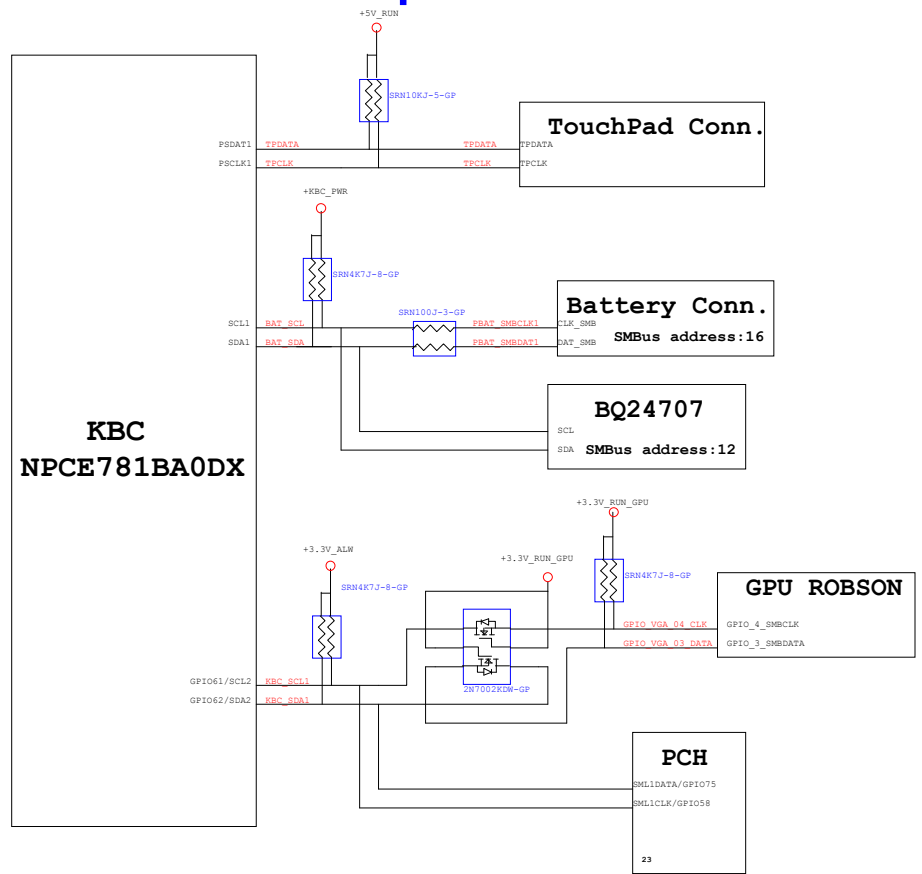 +5V_RUN
SRN10KJ-5-GP
TouchPad Conn.
PSDAT1 TPDATA TPDATA TPDATA
PSCLK1 TPCLK TPCLK TPCLK
+KBC_PWR
SRN4K7J-8-GP
SRN100J-3-GP
Battery Conn.
SCL1 BAT_SCL PBAT_SMBCLK1 CLK_SMB
SMBus address:16
SDA1 BAT_SDA PBAT_SMBDAT1 DAT_SMB
BQ24707
SCL
SDA SMBus address:12
KBC
NPCE781BA0DX
+3.3V_RUN_GPU
+3.3V_ALW
+3.3V_RUN_GPU
SRN4K7J-8-GP
SRN4K7J-8-GP
GPU ROBSON
GPIO_VGA_04_CLK GPIO_4_SMBCLK
GPIO_VGA_03_DATA GPIO_3_SMBDATA
GPIO61/SCL2 KBC_SCL1
2N7002KDW-GP
GPIO62/SDA2 KBC_SDA1
PCH
SML1DATA/GPIO75
SML1CLK/GPIO58
23